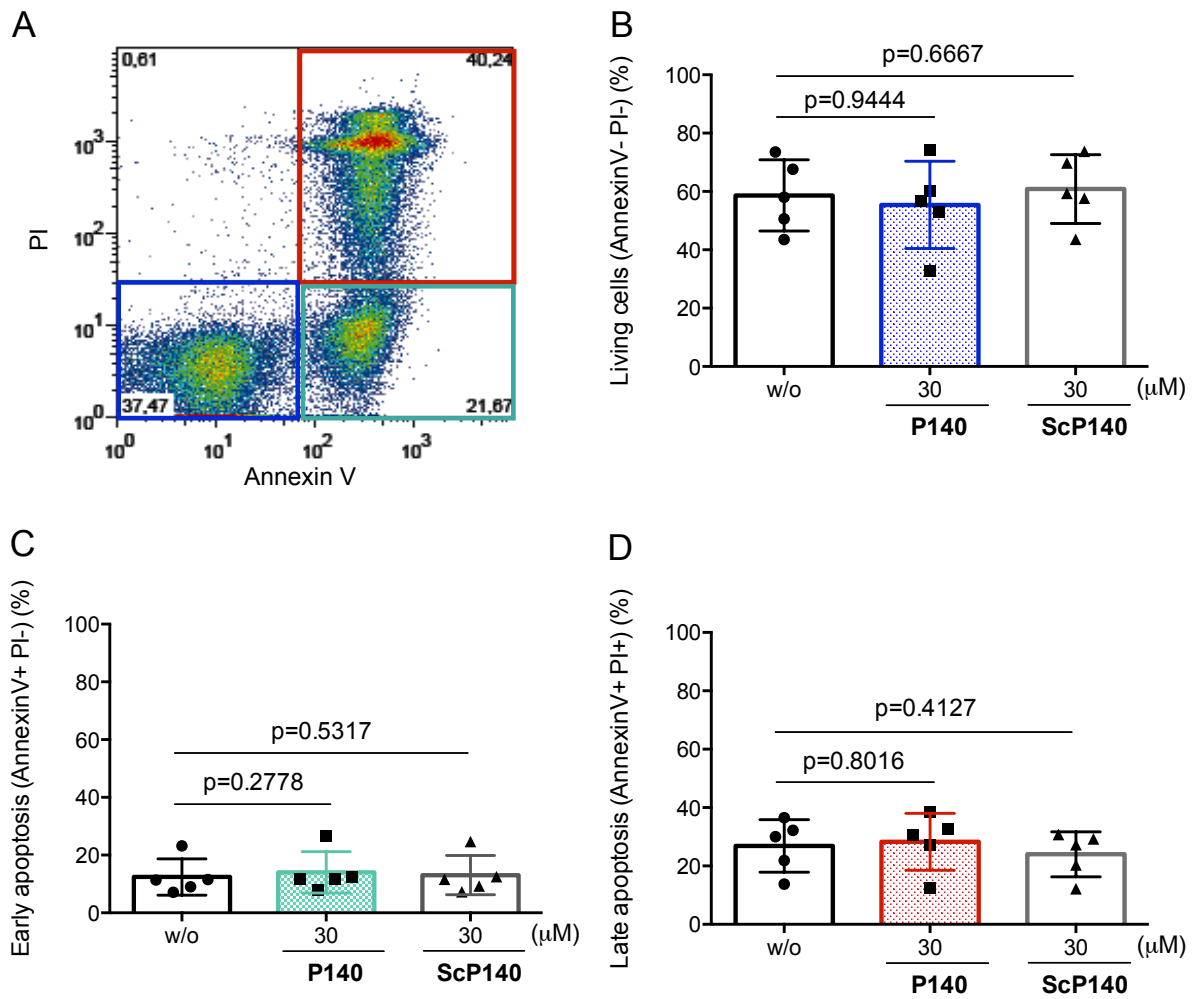 A
0,61
40,24
10³
10²
10¹
10⁰
37,47
21,67
10⁰
10¹
10²
10³
PI
Annexin V
B
Living cells (AnnexinV- PI-) (%)
100
80
60
40
20
0
p=0.6667
p=0.9444
w/o
30
30
(μM)
P140
ScP140
C
Early apoptosis (AnnexinV+ PI-) (%)
100
80
60
40
20
0
p=0.5317
p=0.2778
w/o
30
30
(μM)
P140
ScP140
D
Late apoptosis (AnnexinV+ PI+) (%)
100
80
60
40
20
0
p=0.4127
p=0.8016
w/o
30
30
(μM)
P140
ScP140